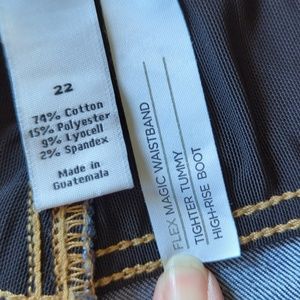 22
74% Cotton
15% Polyester
9% Lyocell
2% Spandex
Made in
Guatemala
FLEX MAGIC WAISTBAND
TIGHTER TUMMY
HIGH-RISE BOOT